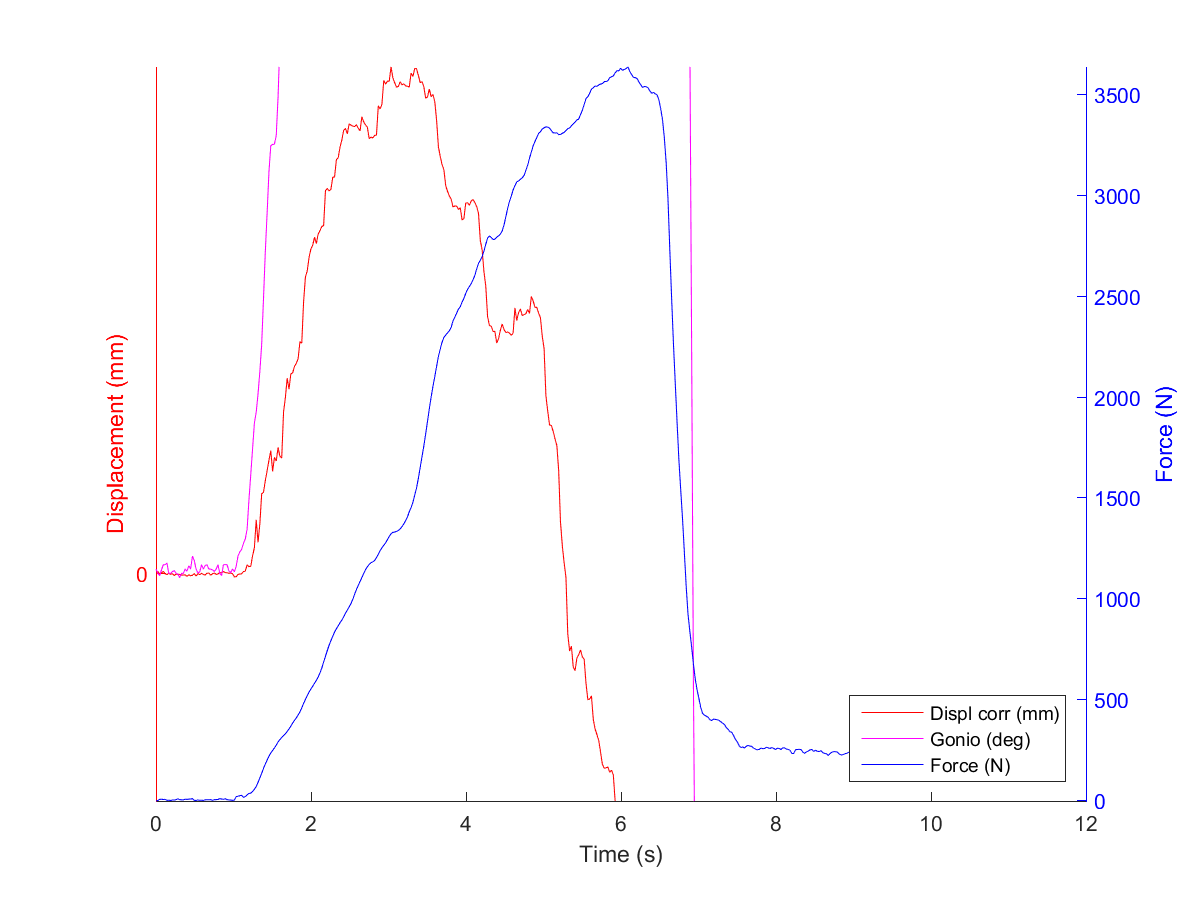 Displacement (mm)
0
3500
3000
2500
2000
1500
1000
500
0
Force (N)
Displ corr (mm)
Gonio (deg)
Force (N)
0 2 4 6 8 10 12
Time (s)